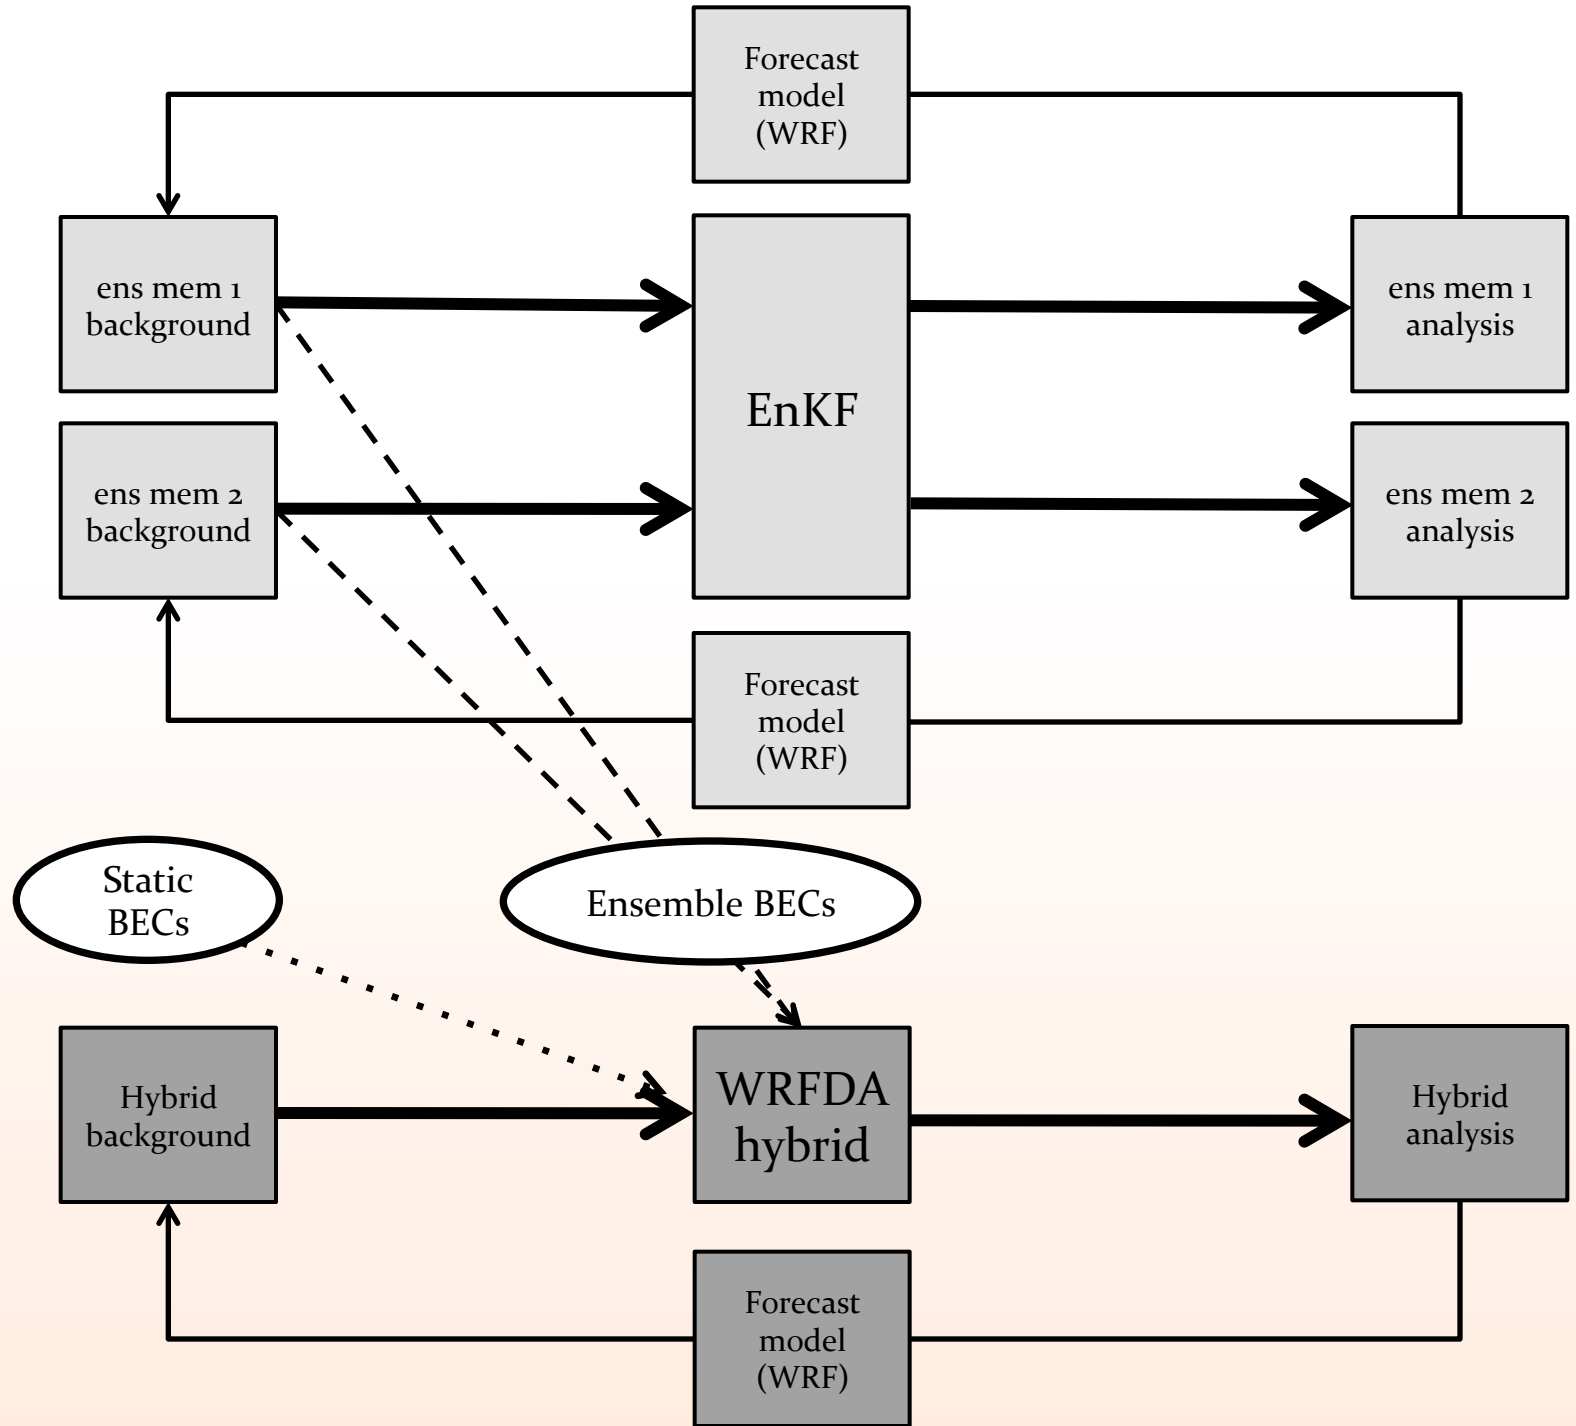 Forecast
model
(WRF)
ens mem 1
background
EnKF
ens mem 1
analysis
ens mem 2
background
ens mem 2
analysis
Forecast
model
(WRF)
Static
BECs
Ensemble BECs
Hybrid
background
WRFDA
hybrid
Hybrid
analysis
Forecast
model
(WRF)